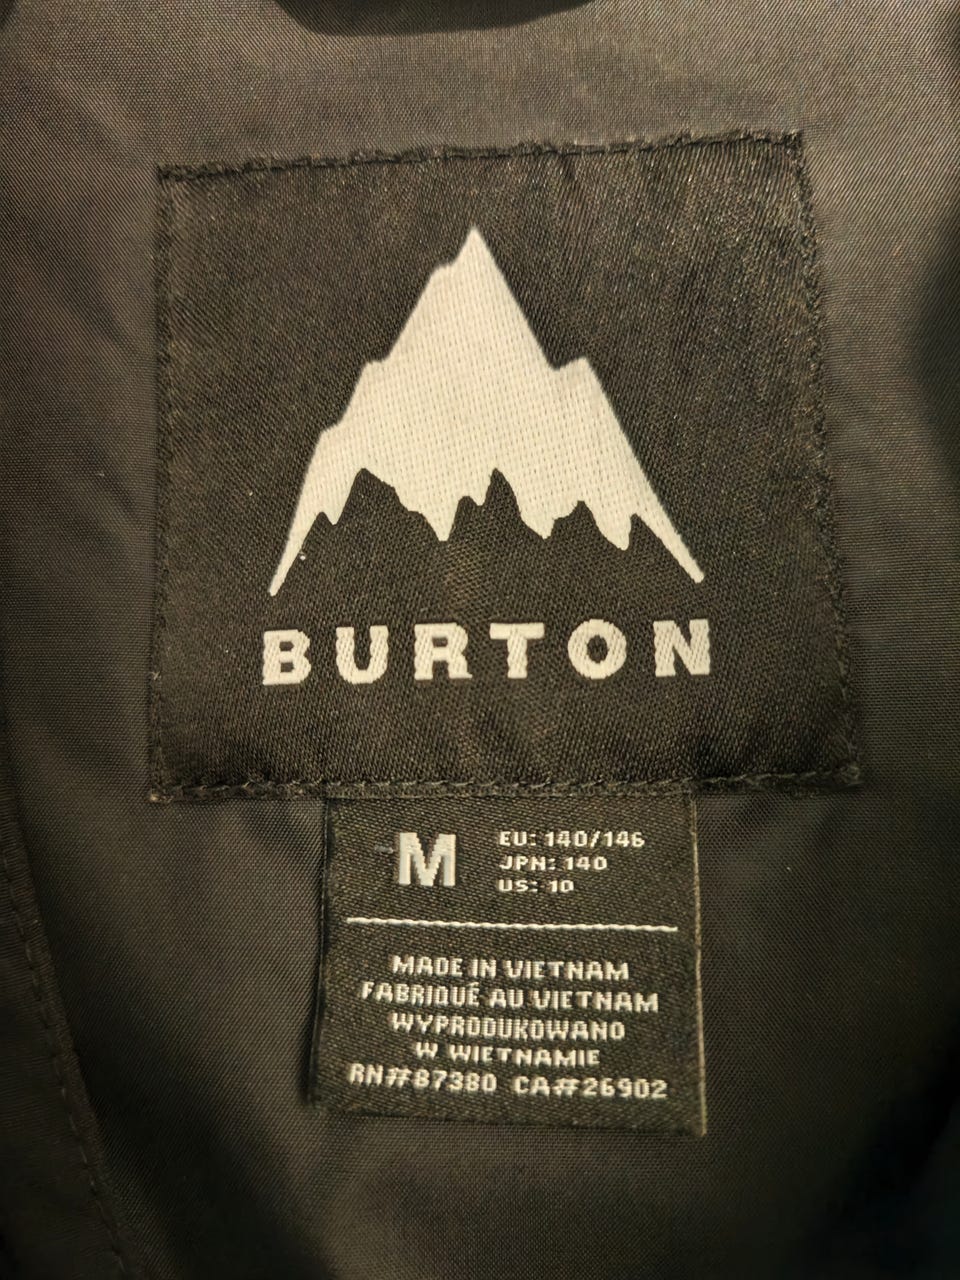 BURTON
M
EU: 140/146
JPN: 140
US: 10
MADE IN VIETNAM
FABRIQUÉ AU VIETNAM
WYPRODUKOWANO
W WIETNAMIE
RN#87380 CA#26902